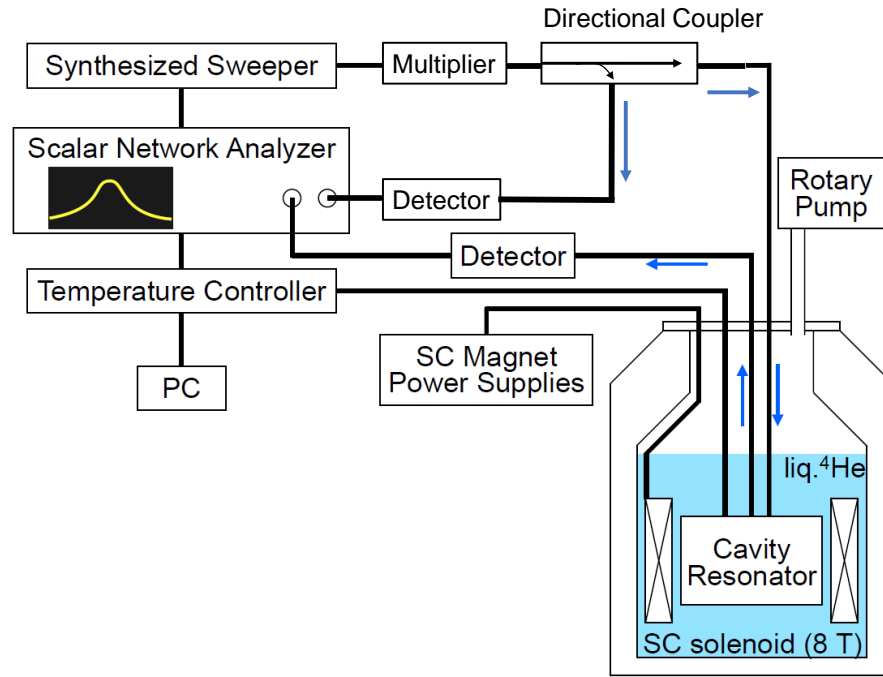 Directional Coupler
Synthesized Sweeper
Multiplier
Scalar Network Analyzer
Detector
Rotary
Pump
Detector
Temperature Controller
SC Magnet
Power Supplies
PC
liq.⁴He
Cavity
Resonator
SC solenoid (8 T)